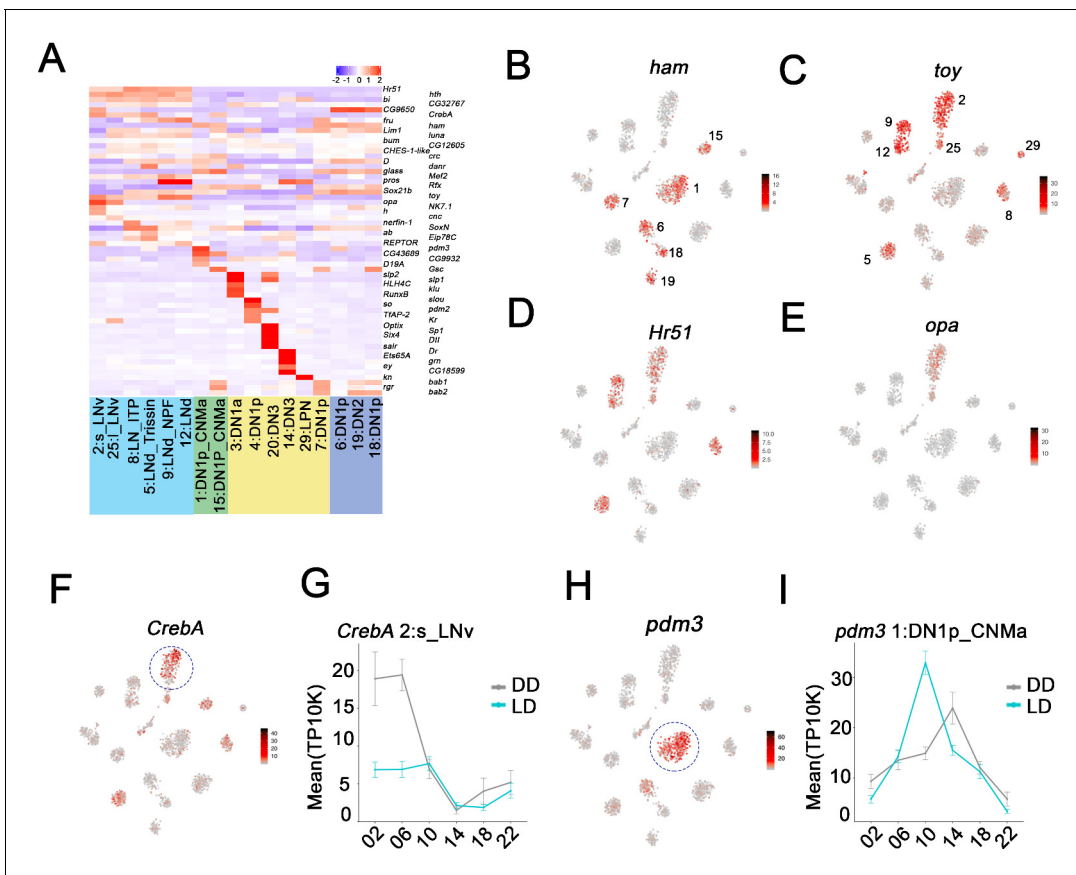 A
-2 -1 0 1 2
Hr51
hth
bi
CG32767
CG9650
CrebA
fru
ham
Lim1
luna
bum
CG12605
CHES-1-like
crc
D
danr
glass
Mef2
pros
Rfx
Sox21b
toy
opa
NK7.1
h
cnc
nerfin-1
SoxN
ab
Eip78C
REPTOR
pdm3
CG43689
CG9932
D19A
Gsc
slp2
slp1
HLH4C
klu
RunxB
slou
so
pdm2
TfAP-2
Kr
Optix
Sp1
Six4
Dll
salr
Dr
Ets65A
grn
ey
CG18599
kn
bab1
rgr
bab2
2:s_LNv
25:l_LNv
8:LN_ITP
5:LNd_Trissin
9:LNd_NPF
12:LNd
1:DN1p_CNMa
15:DN1P_CNMa
3:DN1a
4:DN1p
20:DN3
14:DN3
29:LPN
7:DN1p
6:DN1p
19:DN2
18:DN1p
B
ham
15
1
7
6
18
19
16
12
8
4
0
C
toy
2
9
12
25
29
8
5
30
20
10
0
D
Hr51
10.0
7.5
5.0
2.5
0
E
opa
30
20
10
0
F
CrebA
40
30
20
10
0
G
CrebA 2:s_LNv
Mean(TP10K)
20
15
10
5
0
02 06 10 14 18 22
DD
LD
H
pdm3
60
40
20
0
I
pdm3 1:DN1p_CNMa
Mean(TP10K)
30
20
10
0
02 06 10 14 18 22
DD
LD